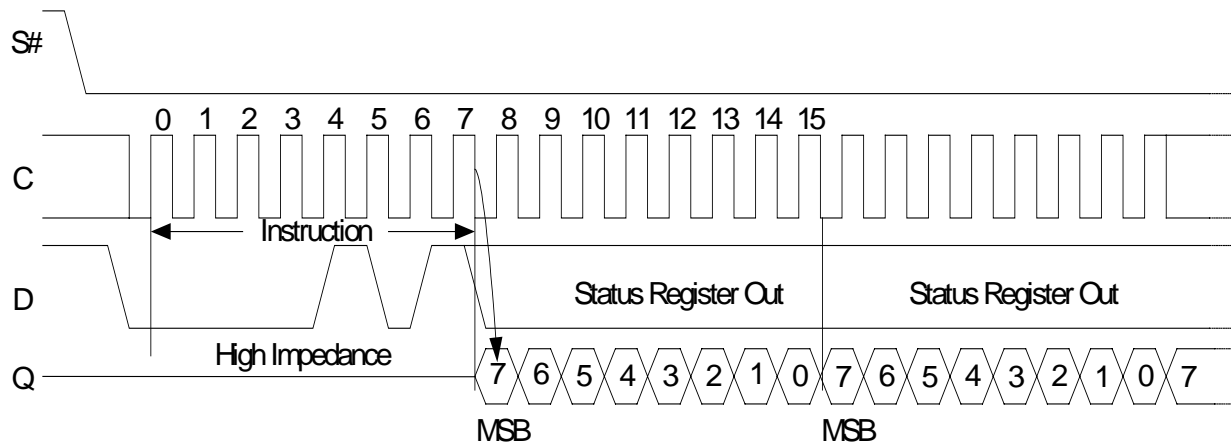 S#
0 1 2 3 4 5 6 7 8 9 10 11 12 13 14 15
C
Instruction
D
Status Register Out Status Register Out
High Impedance
Q
7 6 5 4 3 2 1 0 7 6 5 4 3 2 1 0 7
MSB MSB